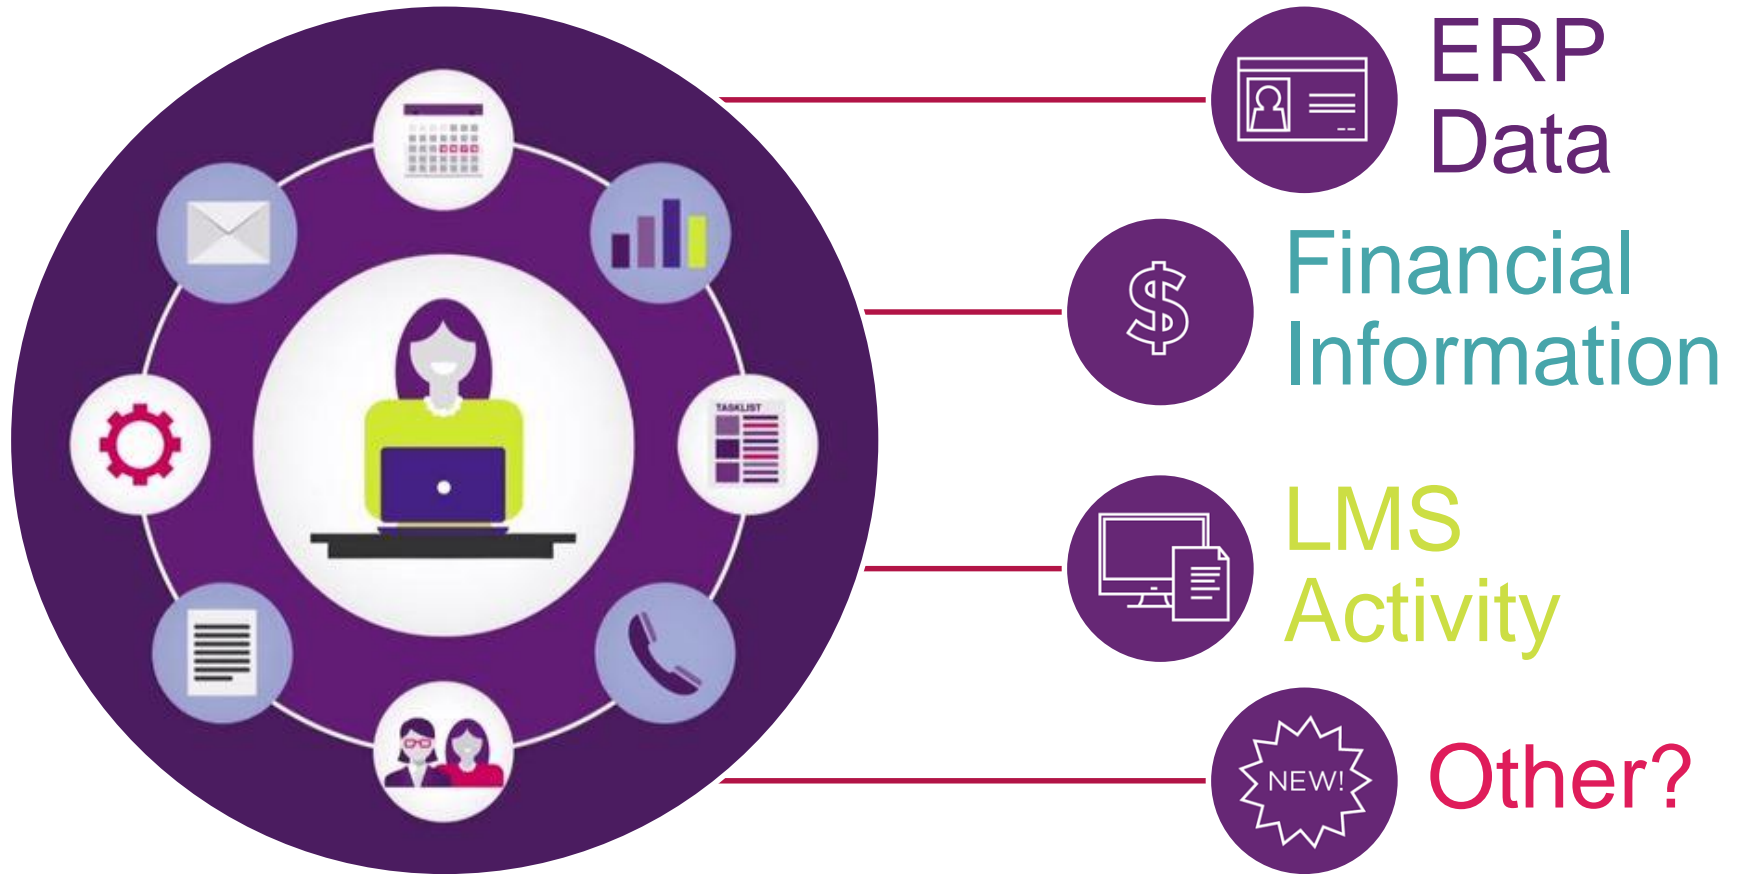 TASKLIST
ERP
Data
Financial
Information
LMS
Activity
NEW!
Other?